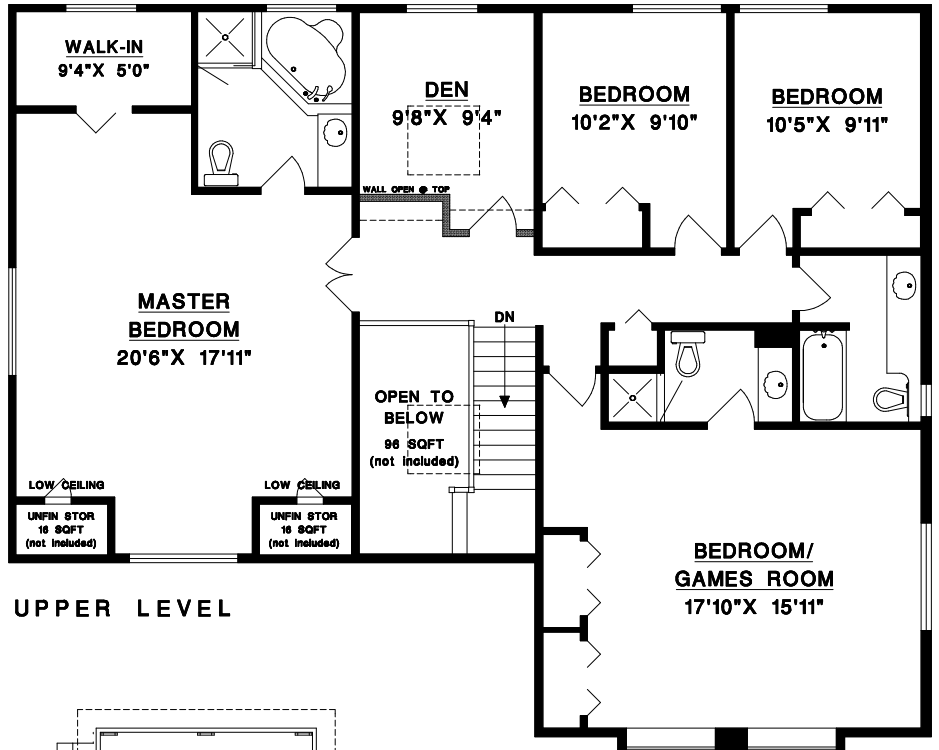 WALK-IN
9'4"X 5'0"
DEN
9'8"X 9'4"
WALL OPEN @ TOP
BEDROOM
10'2"X 9'10"
BEDROOM
10'5"X 9'11"
MASTER
BEDROOM
20'6"X 17'11"
DN
OPEN TO
BELOW
96 SQFT
(not included)
LOW CEILING
LOW CEILING
UNFIN STOR
16 SQFT
(not included)
UNFIN STOR
16 SQFT
(not included)
BEDROOM/
GAMES ROOM
17'10"X 15'11"
UPPER LEVEL